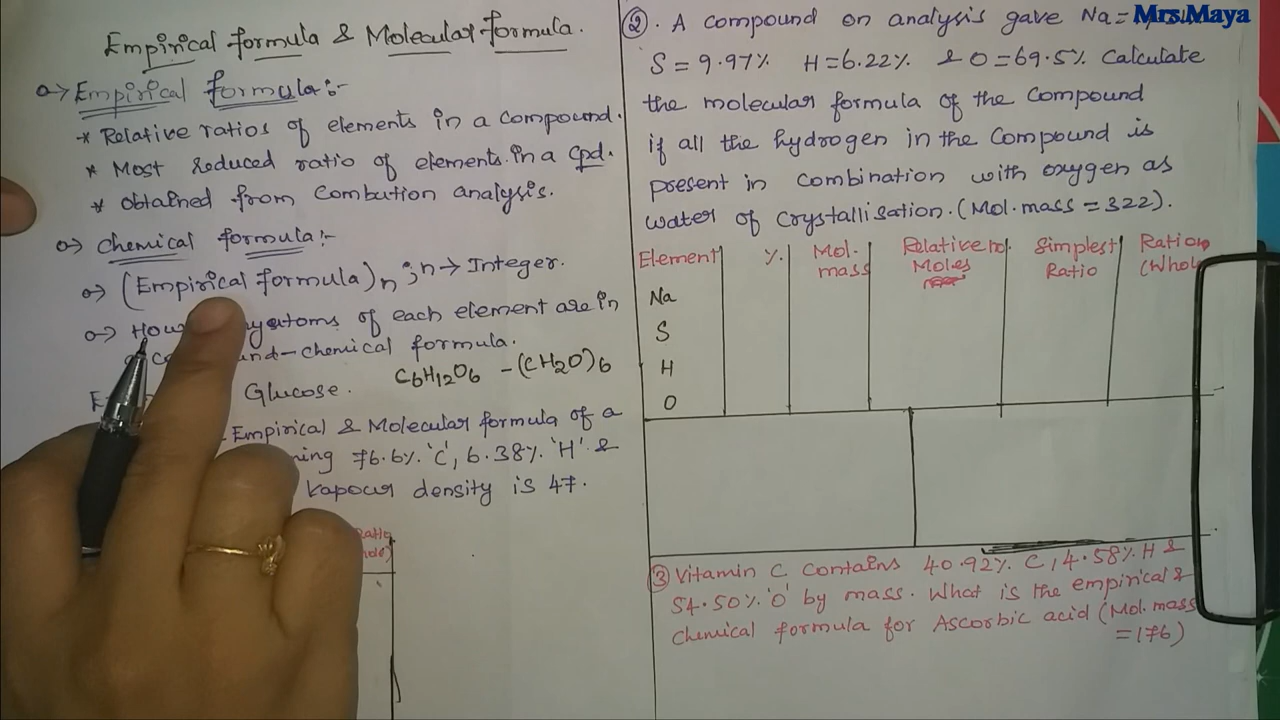 Empirical formula & Molecular formula.
Empirical formula:-
* Relative ratios of elements in a compound.
* Most reduced ratio of elements in a cpd.
* Obtained from Combution analysis.
Chemical formula:-
(Empirical formula)n ; n → Integer.
atoms of each element are in
- chemical formula.
Glucose. C6H12O6 - (CH2O)6
Empirical & Molecular formula of a
76.6% 'C', 6.38% 'H' &
Vapour density is 47.
Mrs.Maya
② . A compound on analysis gave Na =
S = 9.97% H = 6.22% & O = 69.5% Calculate
the molecular formula of the compound
if all the hydrogen in the compound is
present in combination with oxygen as
water of crystallisation. (Mol. mass = 322).
Element % Mol. mass Relative no. Moles Simplest Ratio Ratio (Whole
Na
S
H
O
③ Vitamin C contains 40.92% C, 4.58% H &
54.50% 'O' by mass. What is the empirical &
chemical formula for Ascorbic acid (Mol. mass
= 176)